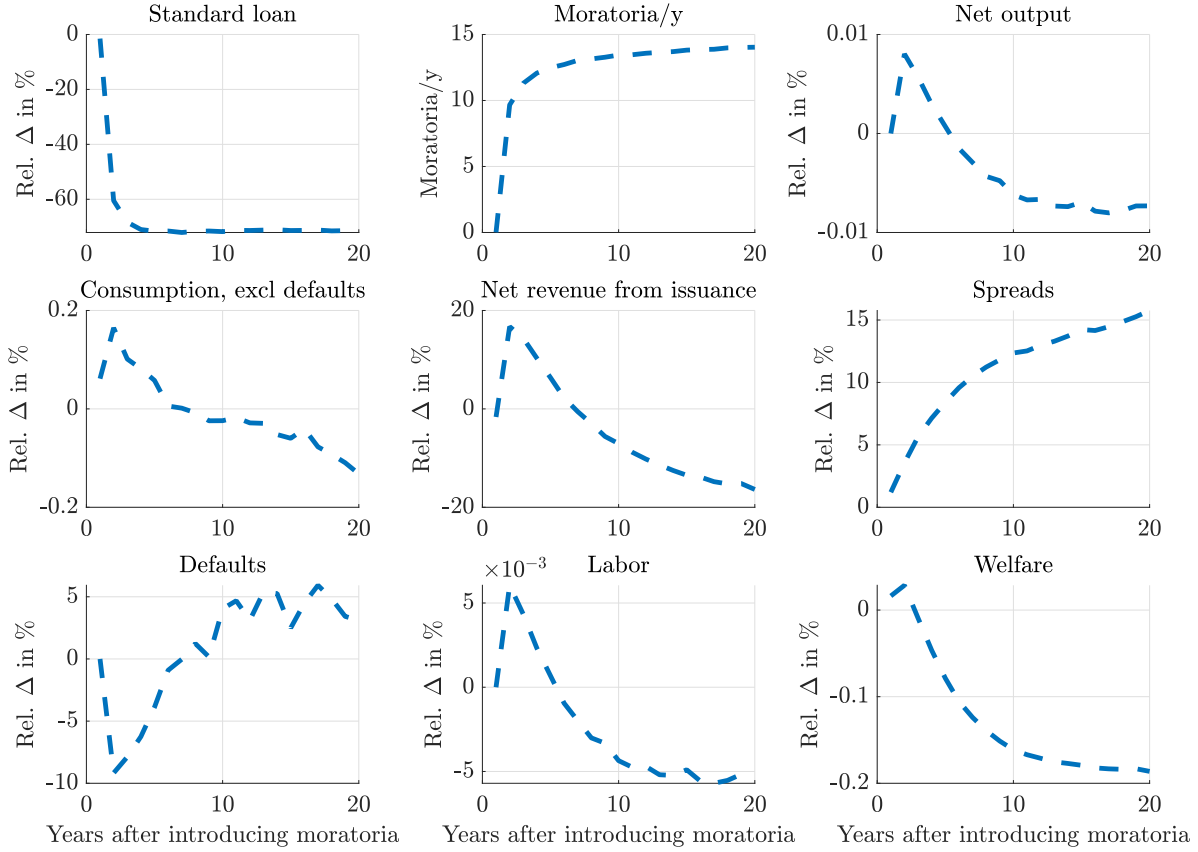 Standard loan
Rel. Δ in %
0
-20
-40
-60
0 10 20
Moratoria/y
Moratoria/y
15
10
5
0
0 10 20
Net output
Rel. Δ in %
0.01
0
-0.01
0 10 20
Consumption, excl defaults
Rel. Δ in %
0.2
0
-0.2
0 10 20
Net revenue from issuance
Rel. Δ in %
20
0
-20
0 10 20
Spreads
Rel. Δ in %
15
10
5
0
0 10 20
Defaults
Rel. Δ in %
5
0
-5
-10
0 10 20
Years after introducing moratoria
×10⁻³
Labor
Rel. Δ in %
5
0
-5
0 10 20
Years after introducing moratoria
Welfare
Rel. Δ in %
0
-0.1
-0.2
0 10 20
Years after introducing moratoria